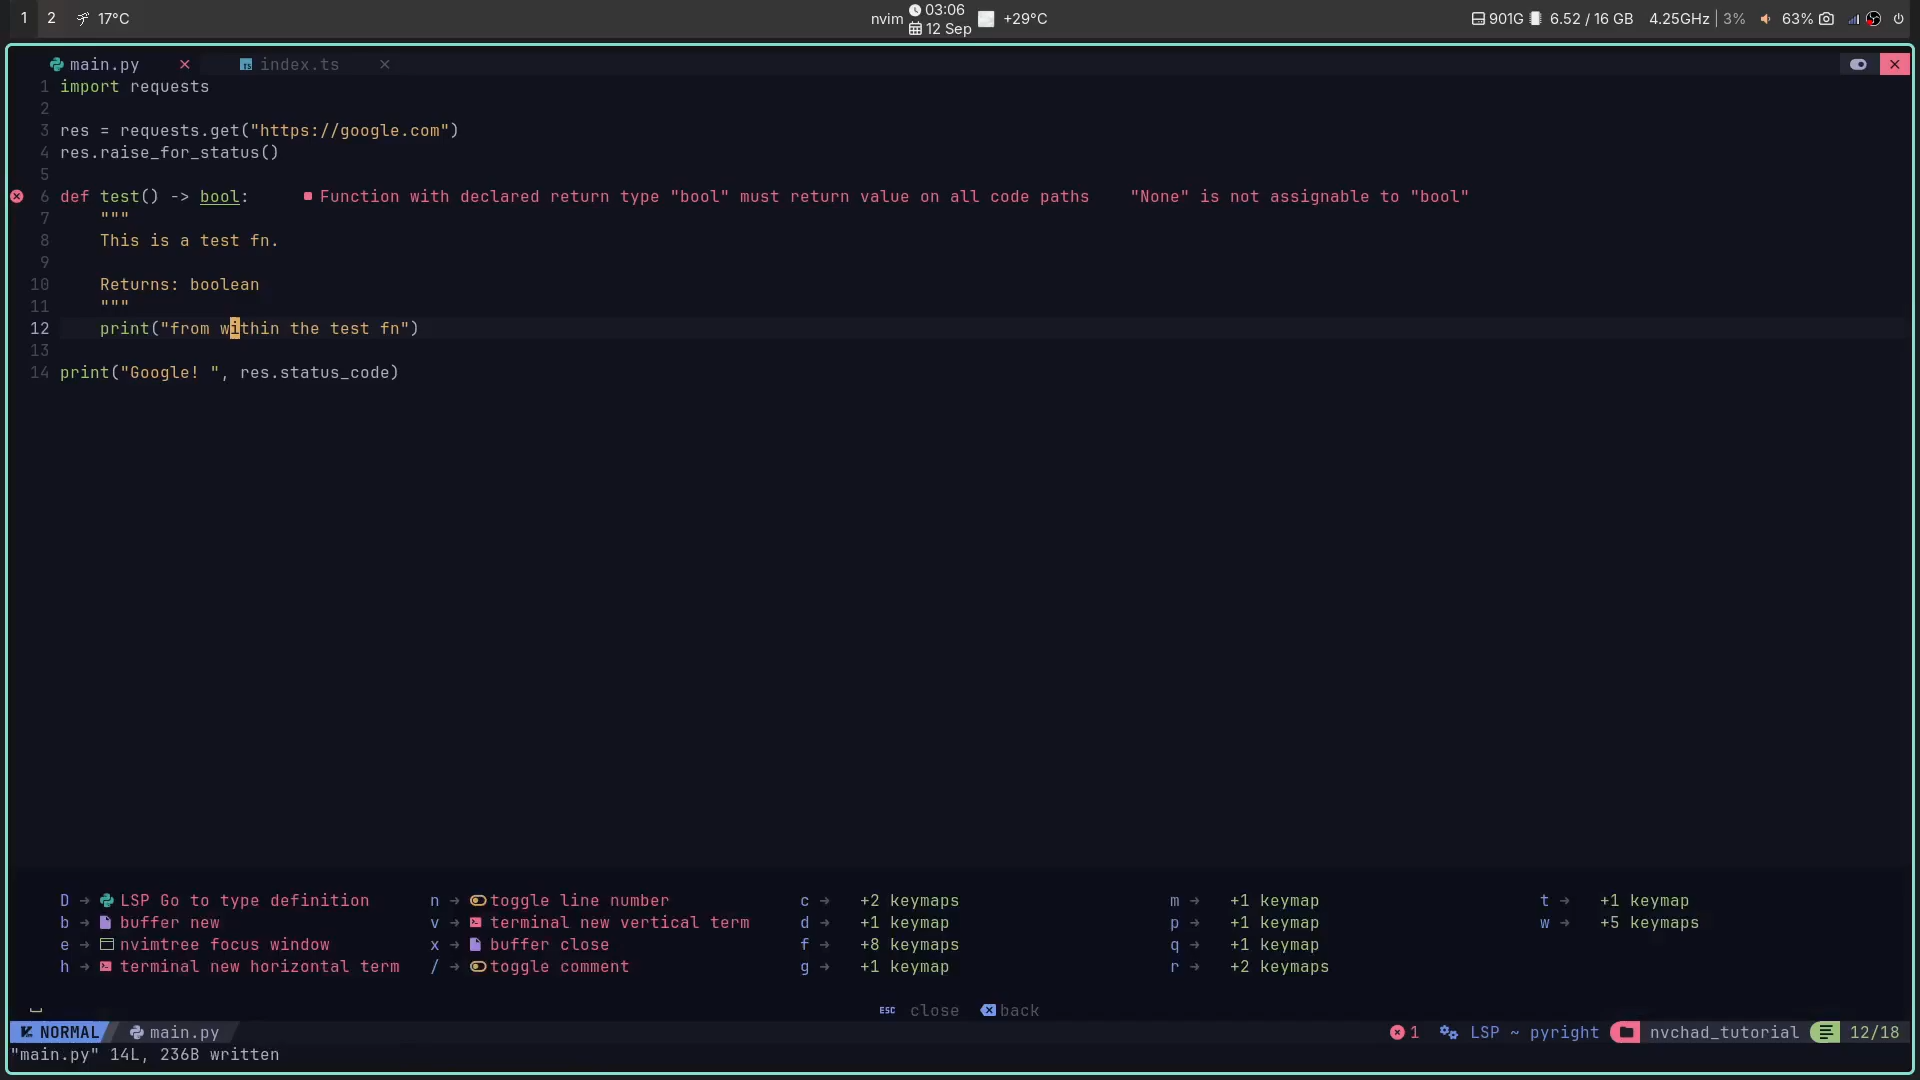 1 2 17°C nvim 03:06 +29°C 901G 6.52 / 16 GB 4.25GHz | 3% 63%
12 Sep
main.py index.ts
1 import requests
2
3 res = requests.get("https://google.com")
4 res.raise_for_status()
5
6 def test() -> bool: Function with declared return type "bool" must return value on all code paths "None" is not assignable to "bool"
7 """
8 This is a test fn.
9
10 Returns: boolean
11 """
12 print("from within the test fn")
13
14 print("Google! ", res.status_code)
D → LSP Go to type definition n → toggle line number c → +2 keymaps m → +1 keymap t → +1 keymap
b → buffer new v → terminal new vertical term d → +1 keymap p → +1 keymap w → +5 keymaps
e → nvimtree focus window x → buffer close f → +8 keymaps q → +1 keymap
h → terminal new horizontal term / → toggle comment g → +1 keymap r → +2 keymaps
ESC close back
NORMAL main.py 1 LSP ~ pyright nvchad_tutorial 12/18
"main.py" 14L, 236B written